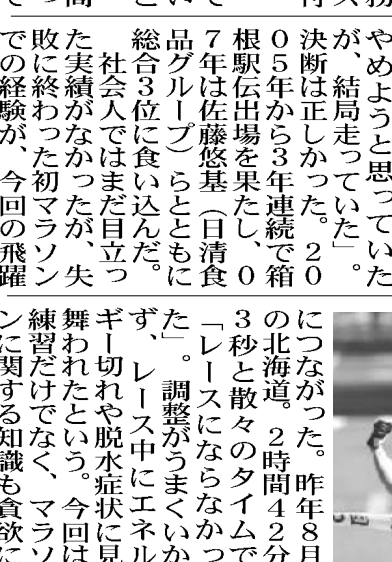 やめようと思っていた
が、結局走っていた」。
決断は正しかった。20
05年から3年連続で箱
根駅伝出場を果たし、0
7年は佐藤悠基(日清食
品グループ)らとともに
総合3位に食い込んだ。
社会人ではまだ目立っ
た実績がなかったが、失
敗に終わった初マラソン
での経験が、今回の飛躍
につながった。昨年8月
の北海道。2時間42分
3秒と散々のタイムで
「レースにならなかっ
た」。調整がうまくいか
ず、レース中にエネル
ギー切れや脱水症状に見
舞われたという。今回は
練習だけでなく、マラソ
ンに関する知識も貪欲に